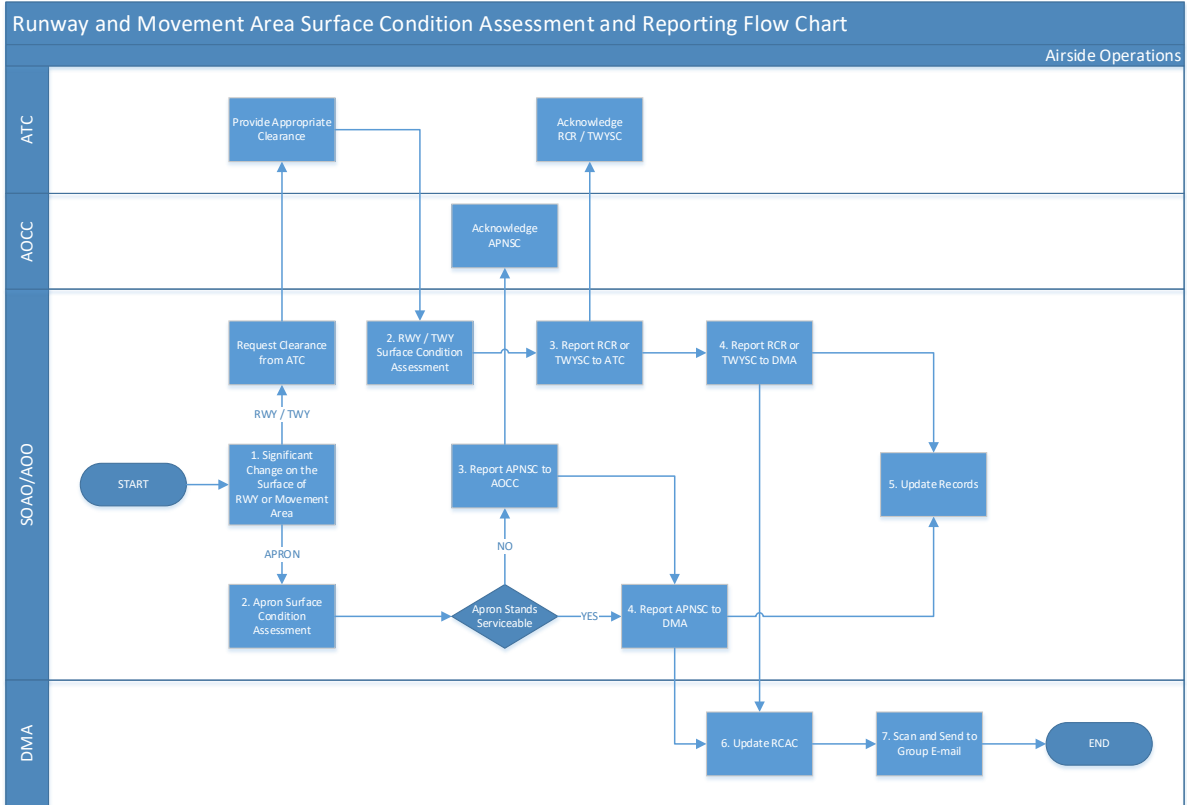 Runway and Movement Area Surface Condition Assessment and Reporting Flow Chart
Airside Operations
ATC
Provide Appropriate
Clearance
Acknowledge
RCR / TWYSC
AOCC
Acknowledge
APNSC
SOAO/AOO
Request Clearance
from ATC
2. RWY / TWY
Surface Condition
Assessment
3. Report RCR or
TWYSC to ATC
4. Report RCR or
TWYSC to DMA
RWY / TWY
START
1. Significant
Change on the
Surface of
RWY or Movement
Area
3. Report APNSC to
AOCC
5. Update Records
APRON
NO
2. Apron Surface
Condition
Assessment
Apron Stands
Serviceable
YES
4. Report APNSC to
DMA
DMA
6. Update RCAC
7. Scan and Send to
Group E-mail
END